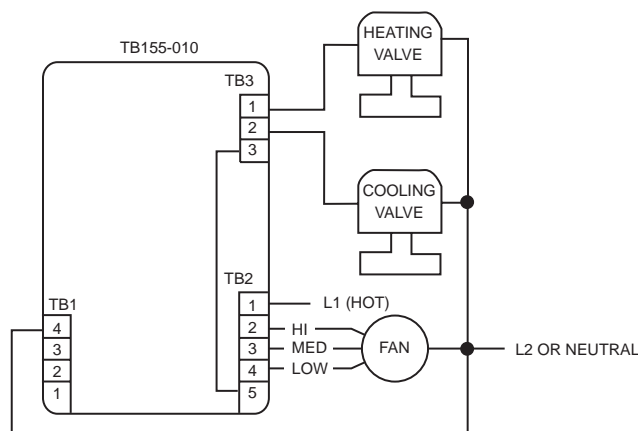 TB155-010
HEATING
VALVE
TB3
1
2
3
COOLING
VALVE
TB2
1
L1 (HOT)
2
HI
3
MED
4
LOW
5
FAN
L2 OR NEUTRAL
TB1
4
3
2
1